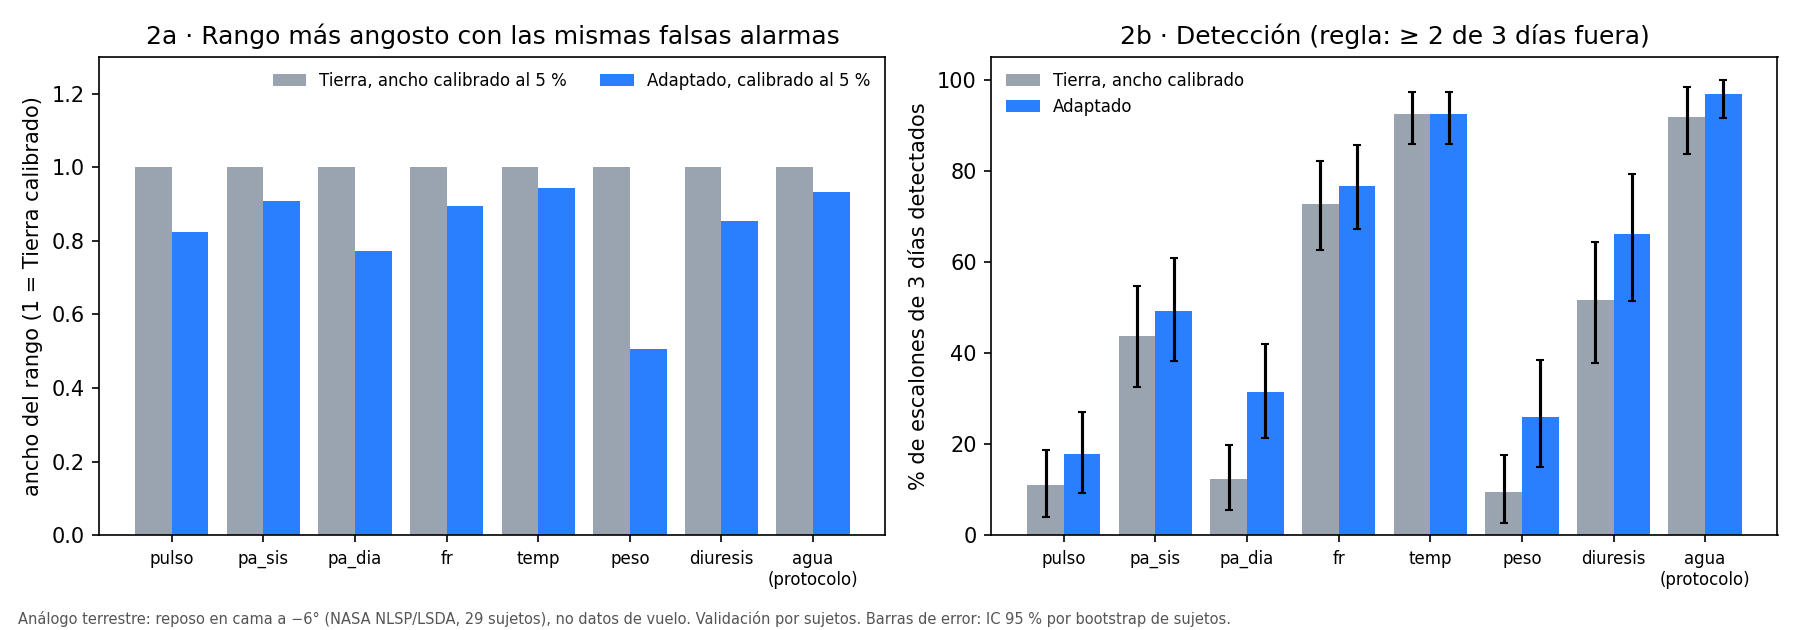 2a · Rango más angosto con las mismas falsas alarmas
Tierra, ancho calibrado al 5 %
Adaptado, calibrado al 5 %
ancho del rango (1 = Tierra calibrado)
1.2
1.0
0.8
0.6
0.4
0.2
0.0
pulso
pa_sis
pa_dia
fr
temp
peso
diuresis
agua
(protocolo)
2b · Detección (regla: ≥ 2 de 3 días fuera)
Tierra, ancho calibrado
Adaptado
% de escalones de 3 días detectados
100
80
60
40
20
0
pulso
pa_sis
pa_dia
fr
temp
peso
diuresis
agua
(protocolo)
Análogo terrestre: reposo en cama a −6° (NASA NLSP/LSDA, 29 sujetos), no datos de vuelo. Validación por sujetos. Barras de error: IC 95 % por bootstrap de sujetos.